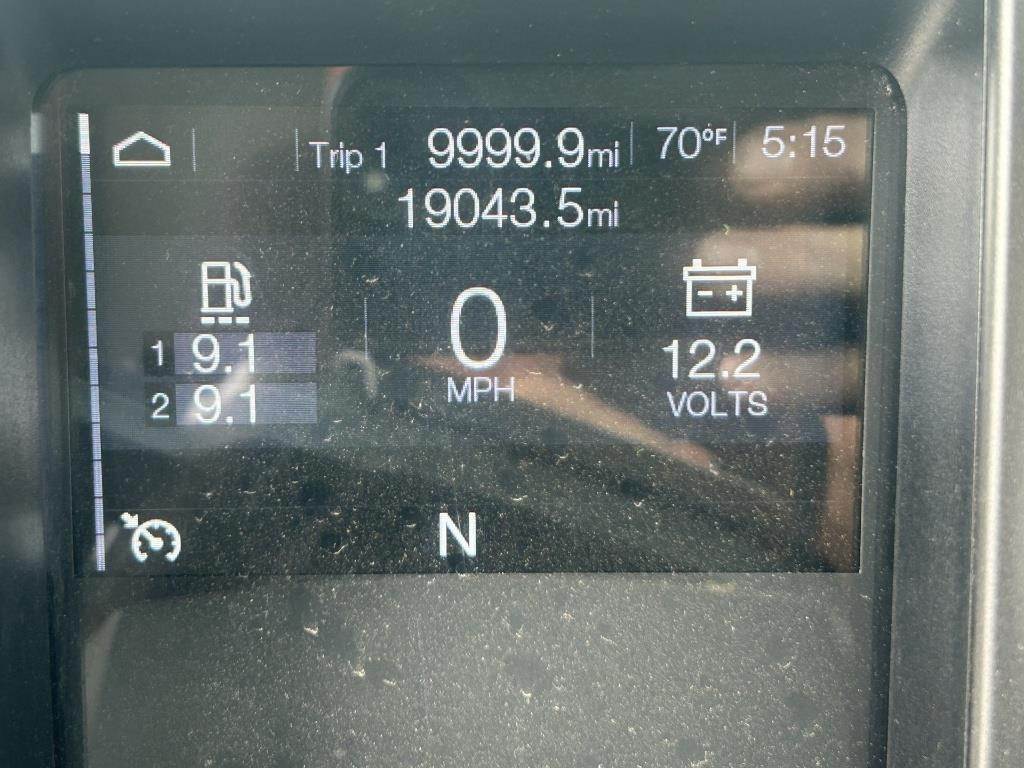 Trip 1 9999.9mi 70°F 5:15
19043.5mi
1 9.1
2 9.1
0
MPH
- +
12.2
VOLTS
N